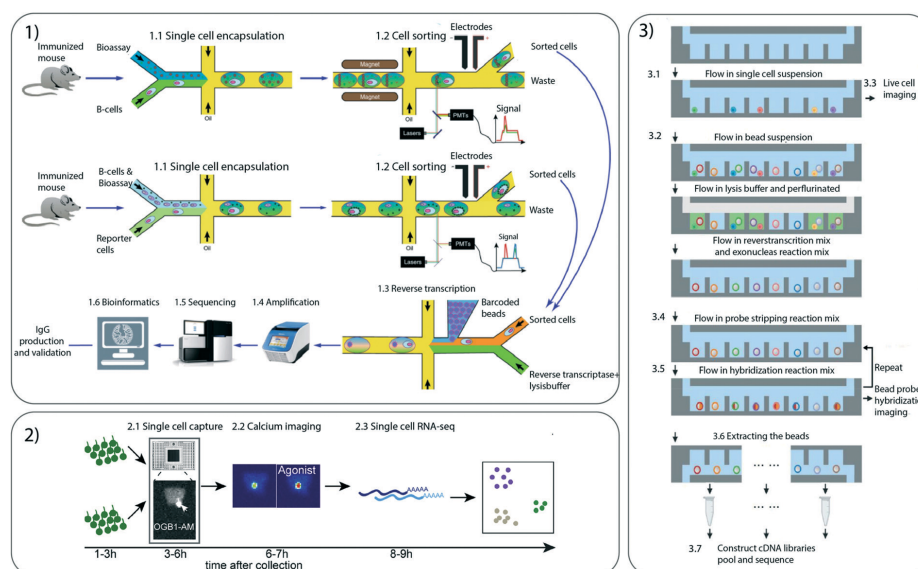 1)
Immunized
mouse
Bioassay
B-cells
1.1 Single cell encapsulation
Oil
1.2 Cell sorting
Magnet
Magnet
Electrodes
- +
Sorted cells
Waste
Lasers
PMTs
Signal
Immunized
mouse
B-cells &
Bioassay
Reporter
cells
1.1 Single cell encapsulation
Oil
1.2 Cell sorting
Electrodes
- +
Sorted cells
Waste
Lasers
PMTs
Signal
1.3 Reverse transcription
Barcoded
beads
Sorted cells
Reverse transcriptase+
lysisbuffer
1.4 Amplification
1.5 Sequencing
1.6 Bioinformatics
IgG
production
and validation
2)
2.1 Single cell capture
OGB1-AM
2.2 Calcium imaging
Agonist
2.3 Single cell RNA-seq
AAAAA
AAAAA
1-3h
3-6h
6-7h
8-9h
time after collection
3)
3.1
Flow in single cell suspension
3.3
Live cell
imaging
3.2
Flow in bead suspension
Flow in lysis buffer and perflurinated
Flow in reverstranscrition mix
and exonucleus reaction mix
3.4
Flow in probe stripping reaction mix
3.5
Flow in hybridization reaction mix
Repeat
Bead probe
hybridizatio
imaging
3.6 Extracting the beads
... ...
... ...
3.7
Construct cDNA libraries
pool and sequence